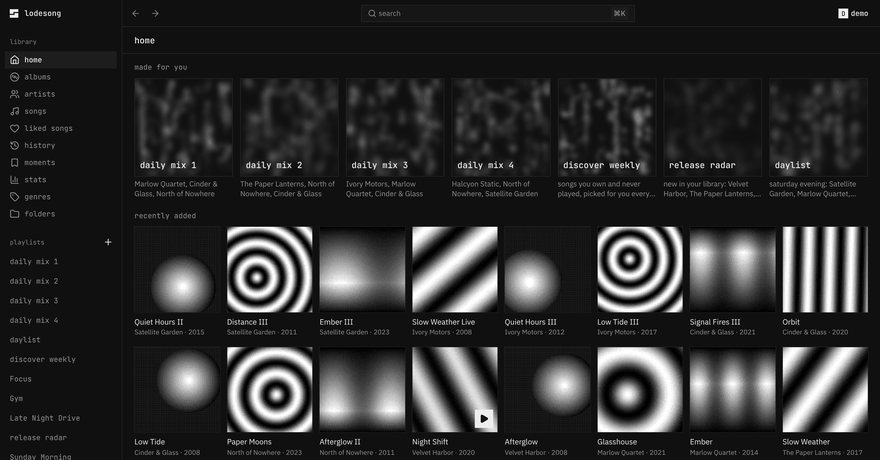 lodesong
search
⌘K
D demo
library
home
albums
artists
songs
liked songs
history
moments
stats
genres
folders
playlists
daily mix 1
daily mix 2
daily mix 3
daily mix 4
daylist
discover weekly
Focus
Gym
Late Night Drive
release radar
Sunday Morning
home
made for you
daily mix 1
Marlow Quartet, Cinder &
Glass, North of Nowhere
daily mix 2
The Paper Lanterns, North of
Nowhere, Cinder & Glass
daily mix 3
Ivory Motors, Marlow
Quartet, Cinder & Glass
daily mix 4
Halcyon Static, North of
Nowhere, Satellite Garden
discover weekly
songs you own and never
played, picked for you every...
release radar
new in your library: Velvet
Harbor, The Paper Lanterns,...
daylist
saturday evening: Satellite
Garden, Marlow Quartet,...
recently added
Quiet Hours II
Satellite Garden · 2015
Distance III
Satellite Garden · 2011
Ember III
Satellite Garden · 2023
Slow Weather Live
Ivory Motors · 2008
Quiet Hours III
Ivory Motors · 2012
Low Tide III
Ivory Motors · 2017
Signal Fires III
Cinder & Glass · 2021
Orbit
Cinder & Glass · 2020
Low Tide
Cinder & Glass · 2008
Paper Moons
North of Nowhere · 2023
Afterglow II
North of Nowhere · 2011
Night Shift
Velvet Harbor · 2020
Afterglow
Velvet Harbor · 2008
Glasshouse
Marlow Quartet · 2021
Ember
Marlow Quartet · 2014
Slow Weather
The Paper Lanterns · 2017